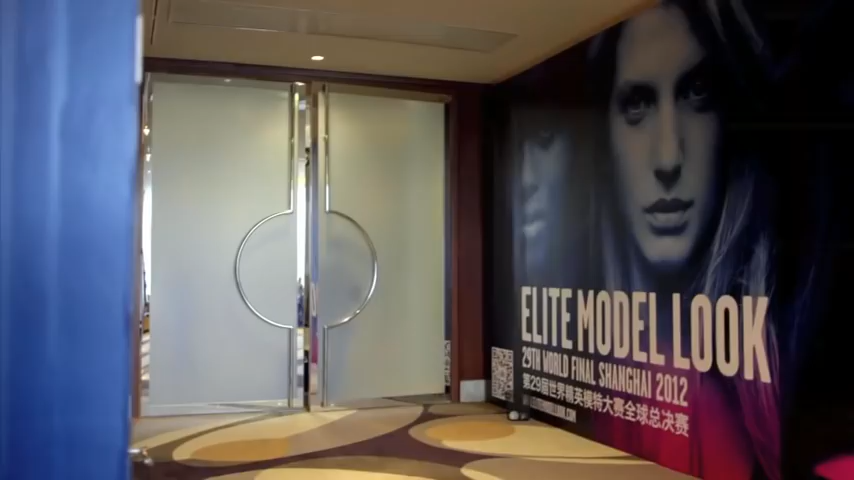 ELITE MODEL LOOK
29TH WORLD FINAL SHANGHAI 2012
第29届世界精英模特大赛全球总决赛